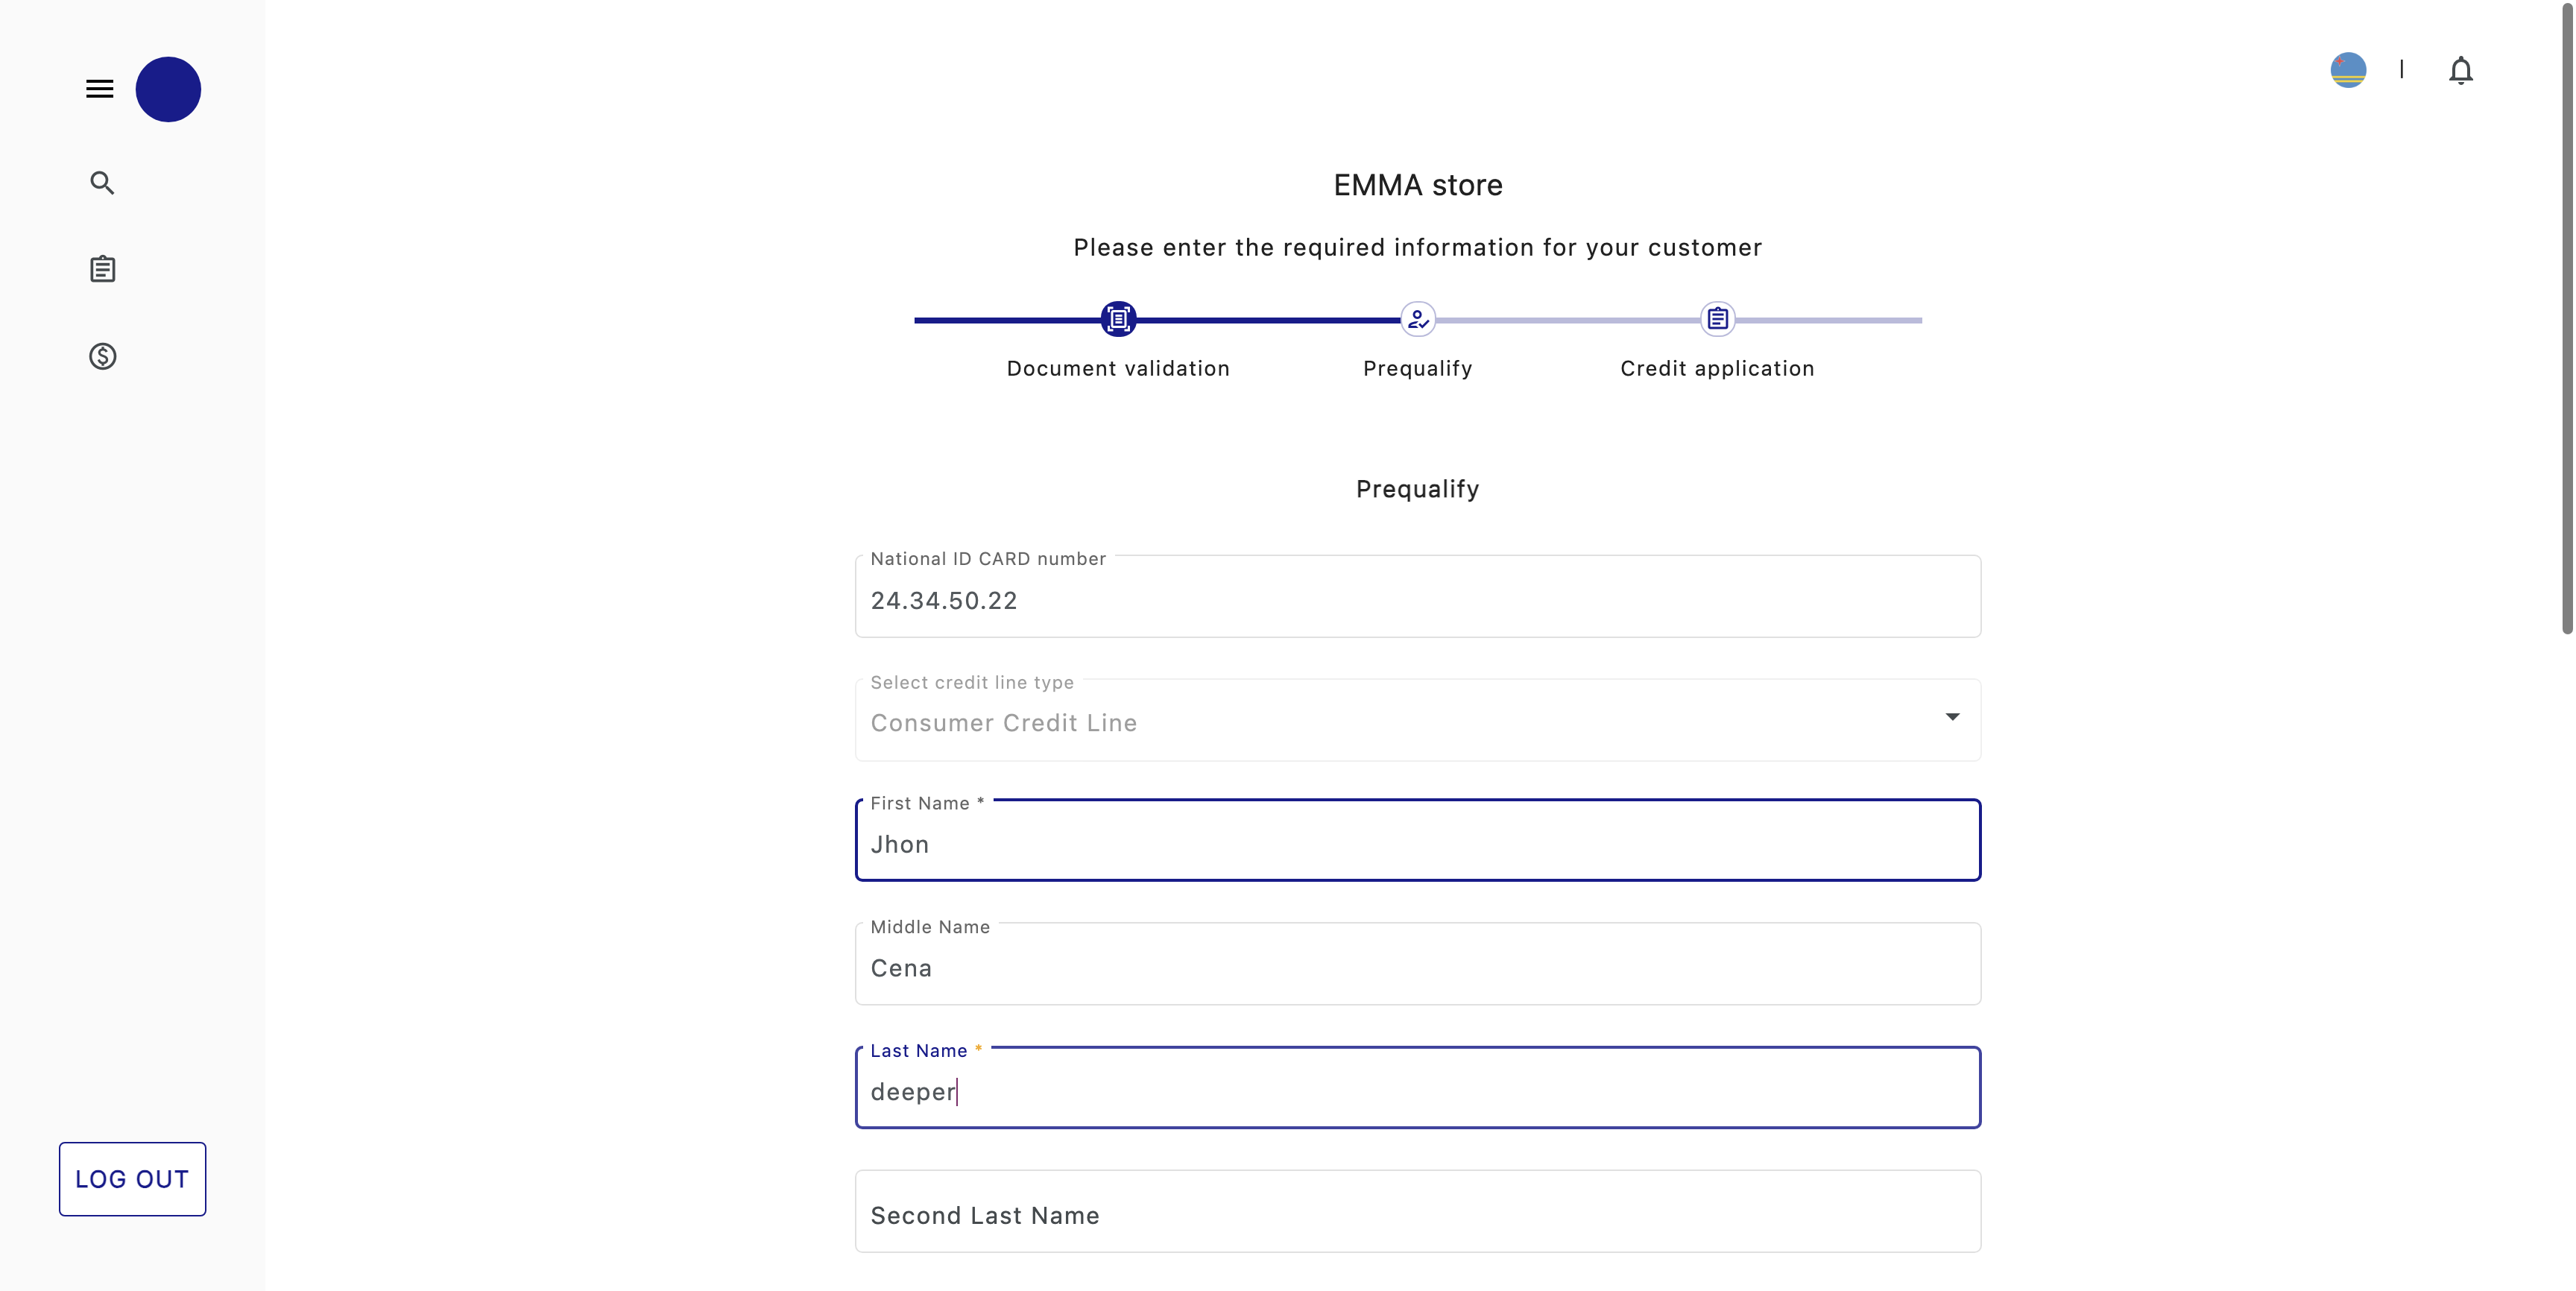 EMMA store
Please enter the required information for your customer
Document validation
Prequalify
Credit application
Prequalify
National ID CARD number
24.34.50.22
Select credit line type
Consumer Credit Line
First Name *
Jhon
Middle Name
Cena
Last Name *
deeper
Second Last Name
LOG OUT